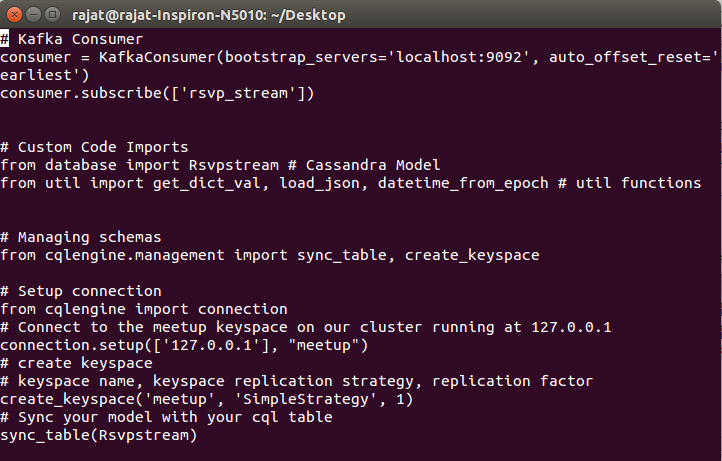 rajat@rajat-Inspiron-N5010: ~/Desktop
# Kafka Consumer
consumer = KafkaConsumer(bootstrap_servers='localhost:9092', auto_offset_reset='
earliest')
consumer.subscribe(['rsvp_stream'])
# Custom Code Imports
from database import Rsvpstream # Cassandra Model
from util import get_dict_val, load_json, datetime_from_epoch # util functions
# Managing schemas
from cqlengine.management import sync_table, create_keyspace
# Setup connection
from cqlengine import connection
# Connect to the meetup keyspace on our cluster running at 127.0.0.1
connection.setup(['127.0.0.1'], "meetup")
# create keyspace
# keyspace name, keyspace replication strategy, replication factor
create_keyspace('meetup', 'SimpleStrategy', 1)
# Sync your model with your cql table
sync_table(Rsvpstream)